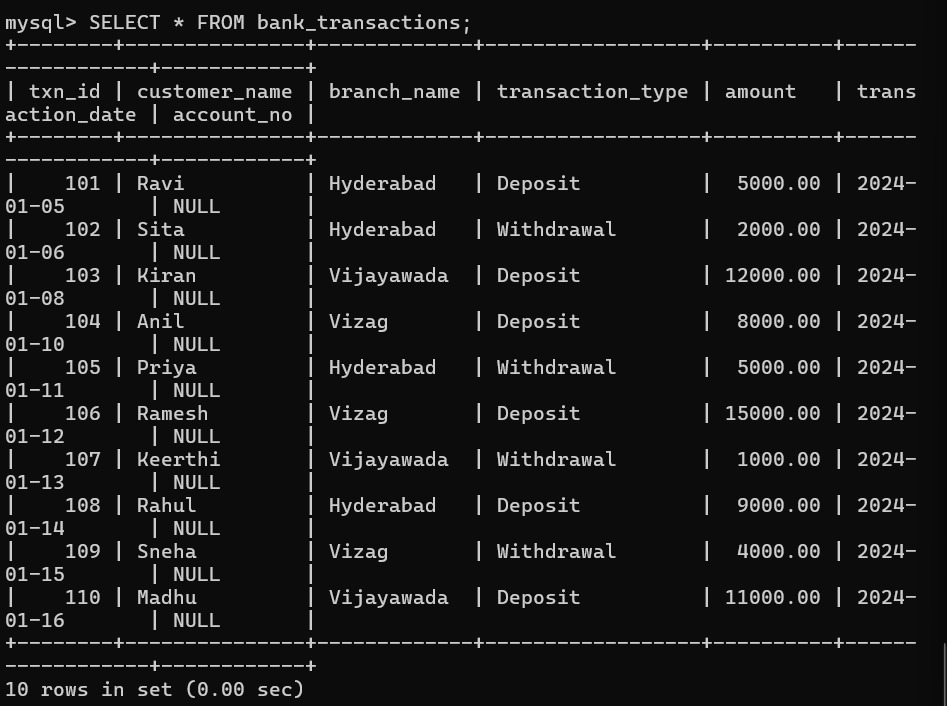 mysql> SELECT * FROM bank_transactions;
+--------+---------------+-------------+------------------+----------+------
------------+------------+
| txn_id | customer_name | branch_name | transaction_type | amount   | trans
action_date | account_no |
+--------+---------------+-------------+------------------+----------+------
------------+------------+
|    101 | Ravi          | Hyderabad   | Deposit          |  5000.00 | 2024-
01-05       | NULL       |
|    102 | Sita          | Hyderabad   | Withdrawal       |  2000.00 | 2024-
01-06       | NULL       |
|    103 | Kiran         | Vijayawada  | Deposit          | 12000.00 | 2024-
01-08       | NULL       |
|    104 | Anil          | Vizag       | Deposit          |  8000.00 | 2024-
01-10       | NULL       |
|    105 | Priya         | Hyderabad   | Withdrawal       |  5000.00 | 2024-
01-11       | NULL       |
|    106 | Ramesh        | Vizag       | Deposit          | 15000.00 | 2024-
01-12       | NULL       |
|    107 | Keerthi       | Vijayawada  | Withdrawal       |  1000.00 | 2024-
01-13       | NULL       |
|    108 | Rahul         | Hyderabad   | Deposit          |  9000.00 | 2024-
01-14       | NULL       |
|    109 | Sneha         | Vizag       | Withdrawal       |  4000.00 | 2024-
01-15       | NULL       |
|    110 | Madhu         | Vijayawada  | Deposit          | 11000.00 | 2024-
01-16       | NULL       |
+--------+---------------+-------------+------------------+----------+------
------------+------------+
10 rows in set (0.00 sec)